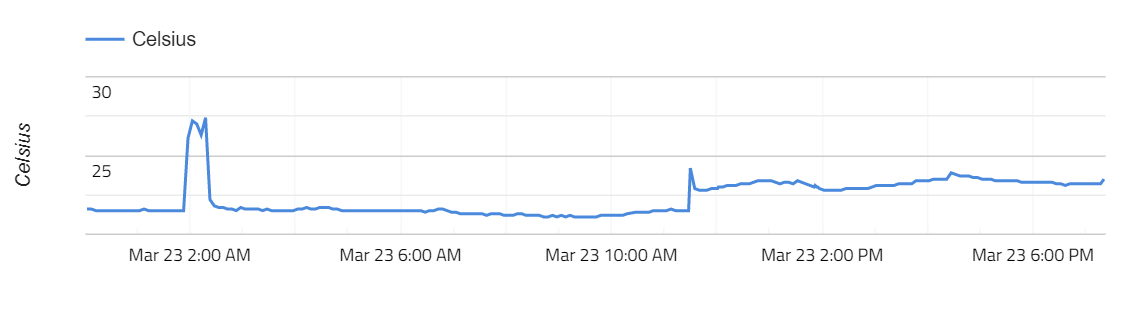 Celsius
30
25
Celsius
Mar 23 2:00 AM
Mar 23 6:00 AM
Mar 23 10:00 AM
Mar 23 2:00 PM
Mar 23 6:00 PM